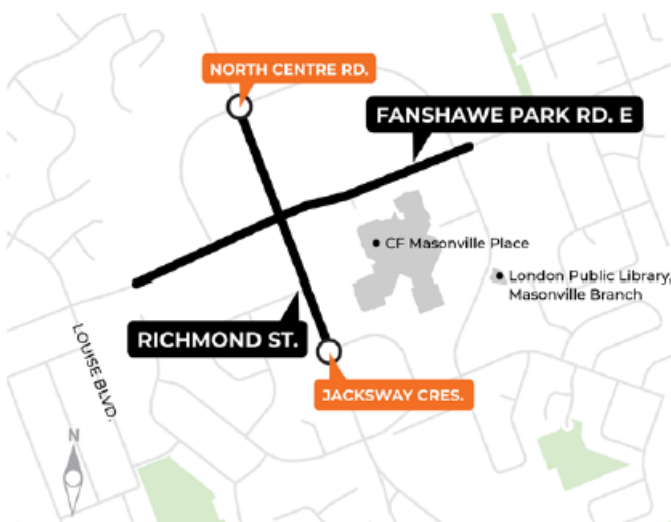 NORTH CENTRE RD.
FANSHAWE PARK RD. E
CF Masonville Place
London Public Library,
Masonville Branch
RICHMOND ST.
LOUISE BLVD.
JACKSWAY CRES.
N